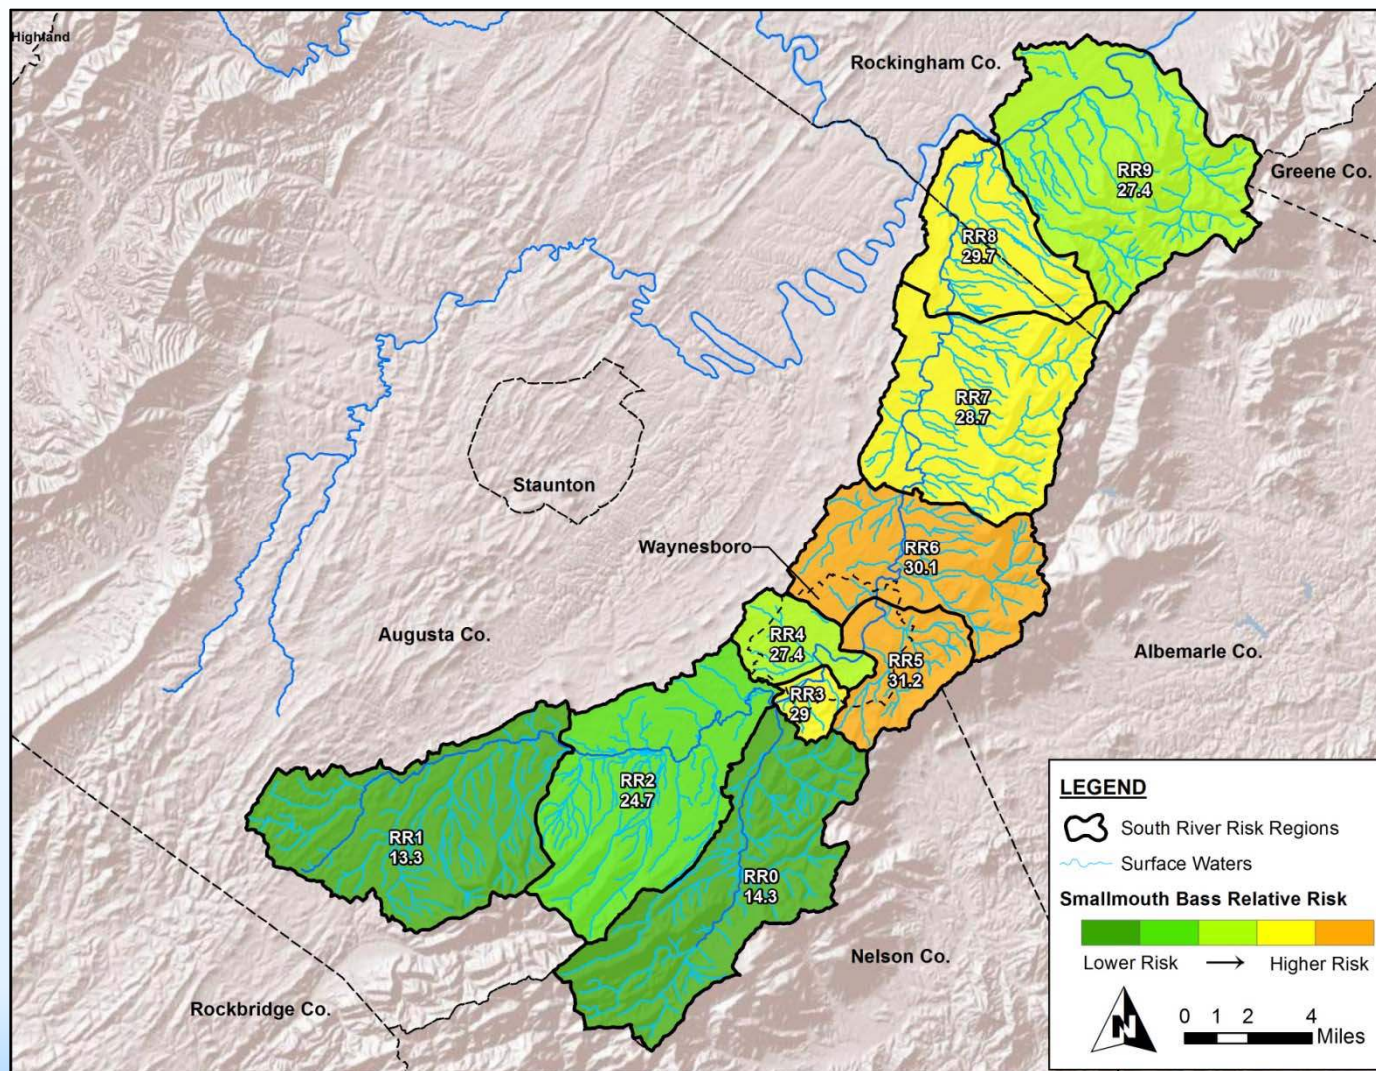 Highland
Rockingham Co.
Greene Co.
RR9
27.4
RR8
29.7
RR7
28.7
Staunton
Waynesboro
RR6
30.1
Augusta Co.
RR4
27.4
RR5
31.2
Albemarle Co.
RR3
29
RR2
24.7
RR1
13.3
RR0
14.3
Nelson Co.
Rockbridge Co.
LEGEND
South River Risk Regions
Surface Waters
Smallmouth Bass Relative Risk
Lower Risk → Higher Risk
N
0 1 2 4
Miles